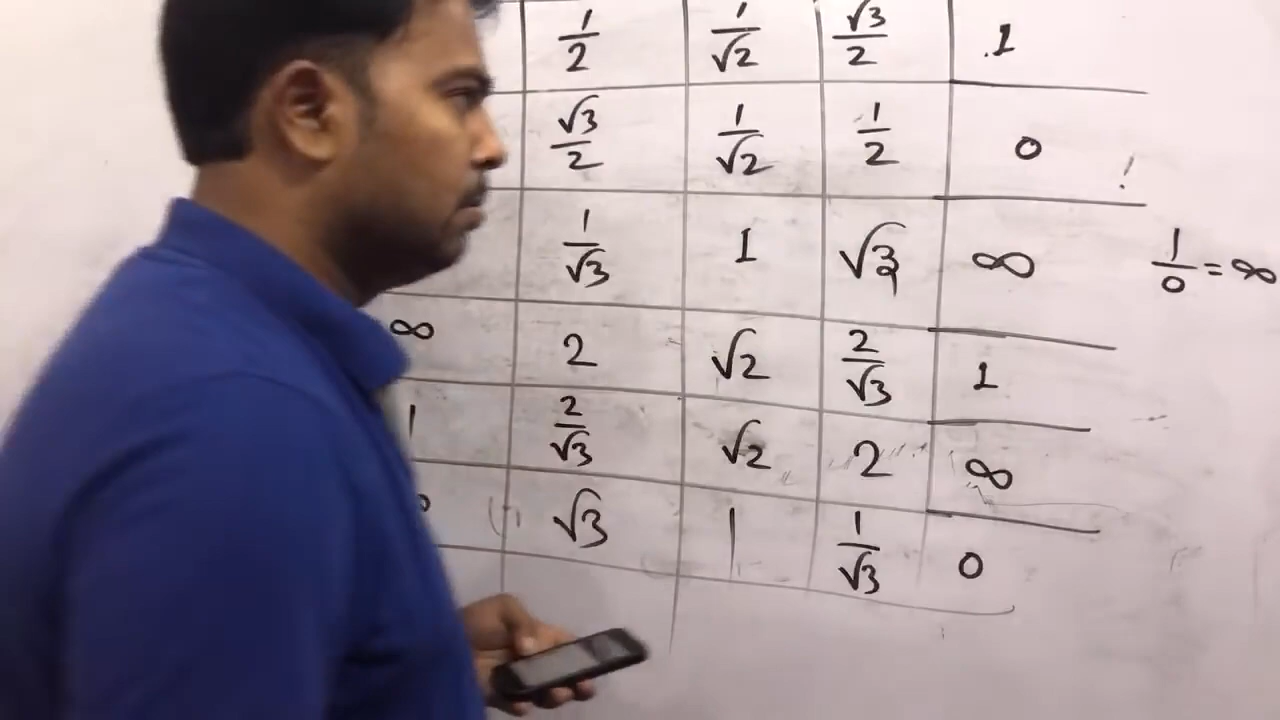 1/2 1/√2 √3/2 1
√3/2 1/√2 1/2 0
1/√3 1 √3 ∞ 1/0 = ∞
∞ 2 √2 2/√3 1
1 2/√3 √2 2 ∞
√3 1 1/√3 0